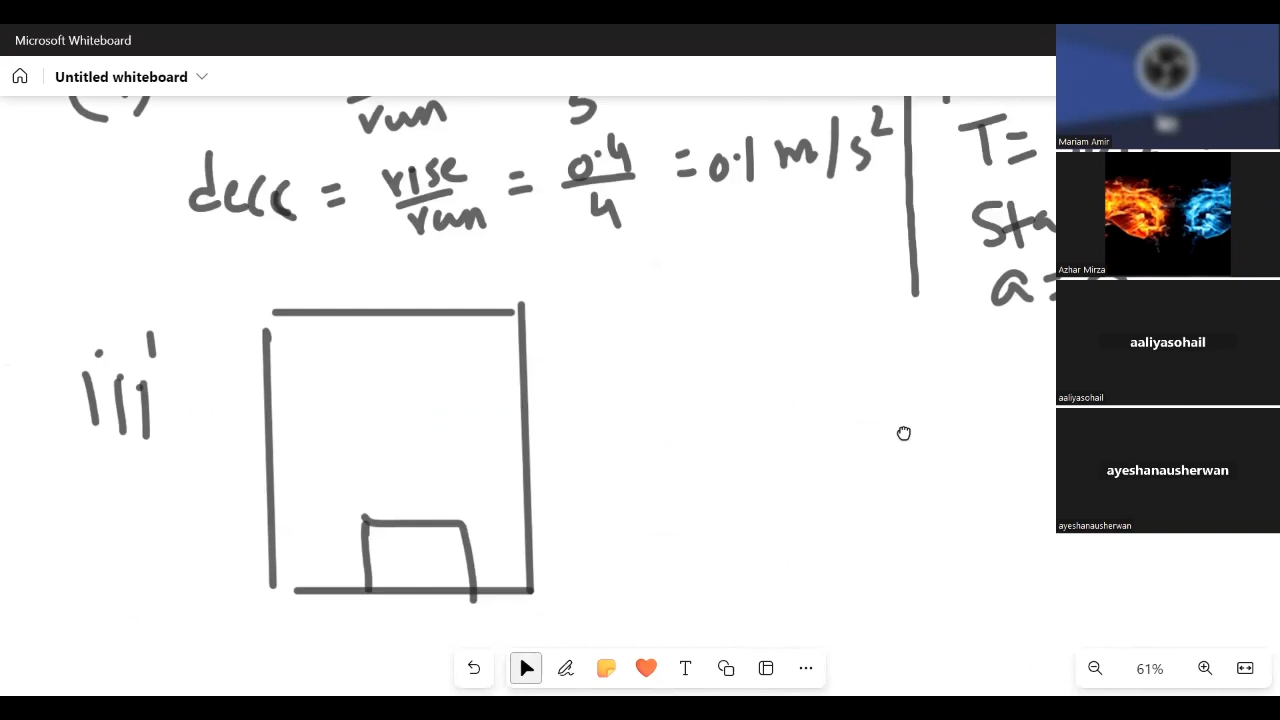 Microsoft Whiteboard
Untitled whiteboard
run
5
decc = rise/run = 0.4/4 = 0.1 m/s²
T=
Sta
a=
iii
Mariam Amir
Azhar Mirza
aaliyasohail
aaliyasohail
ayeshanausherwan
ayeshanausherwan
61%